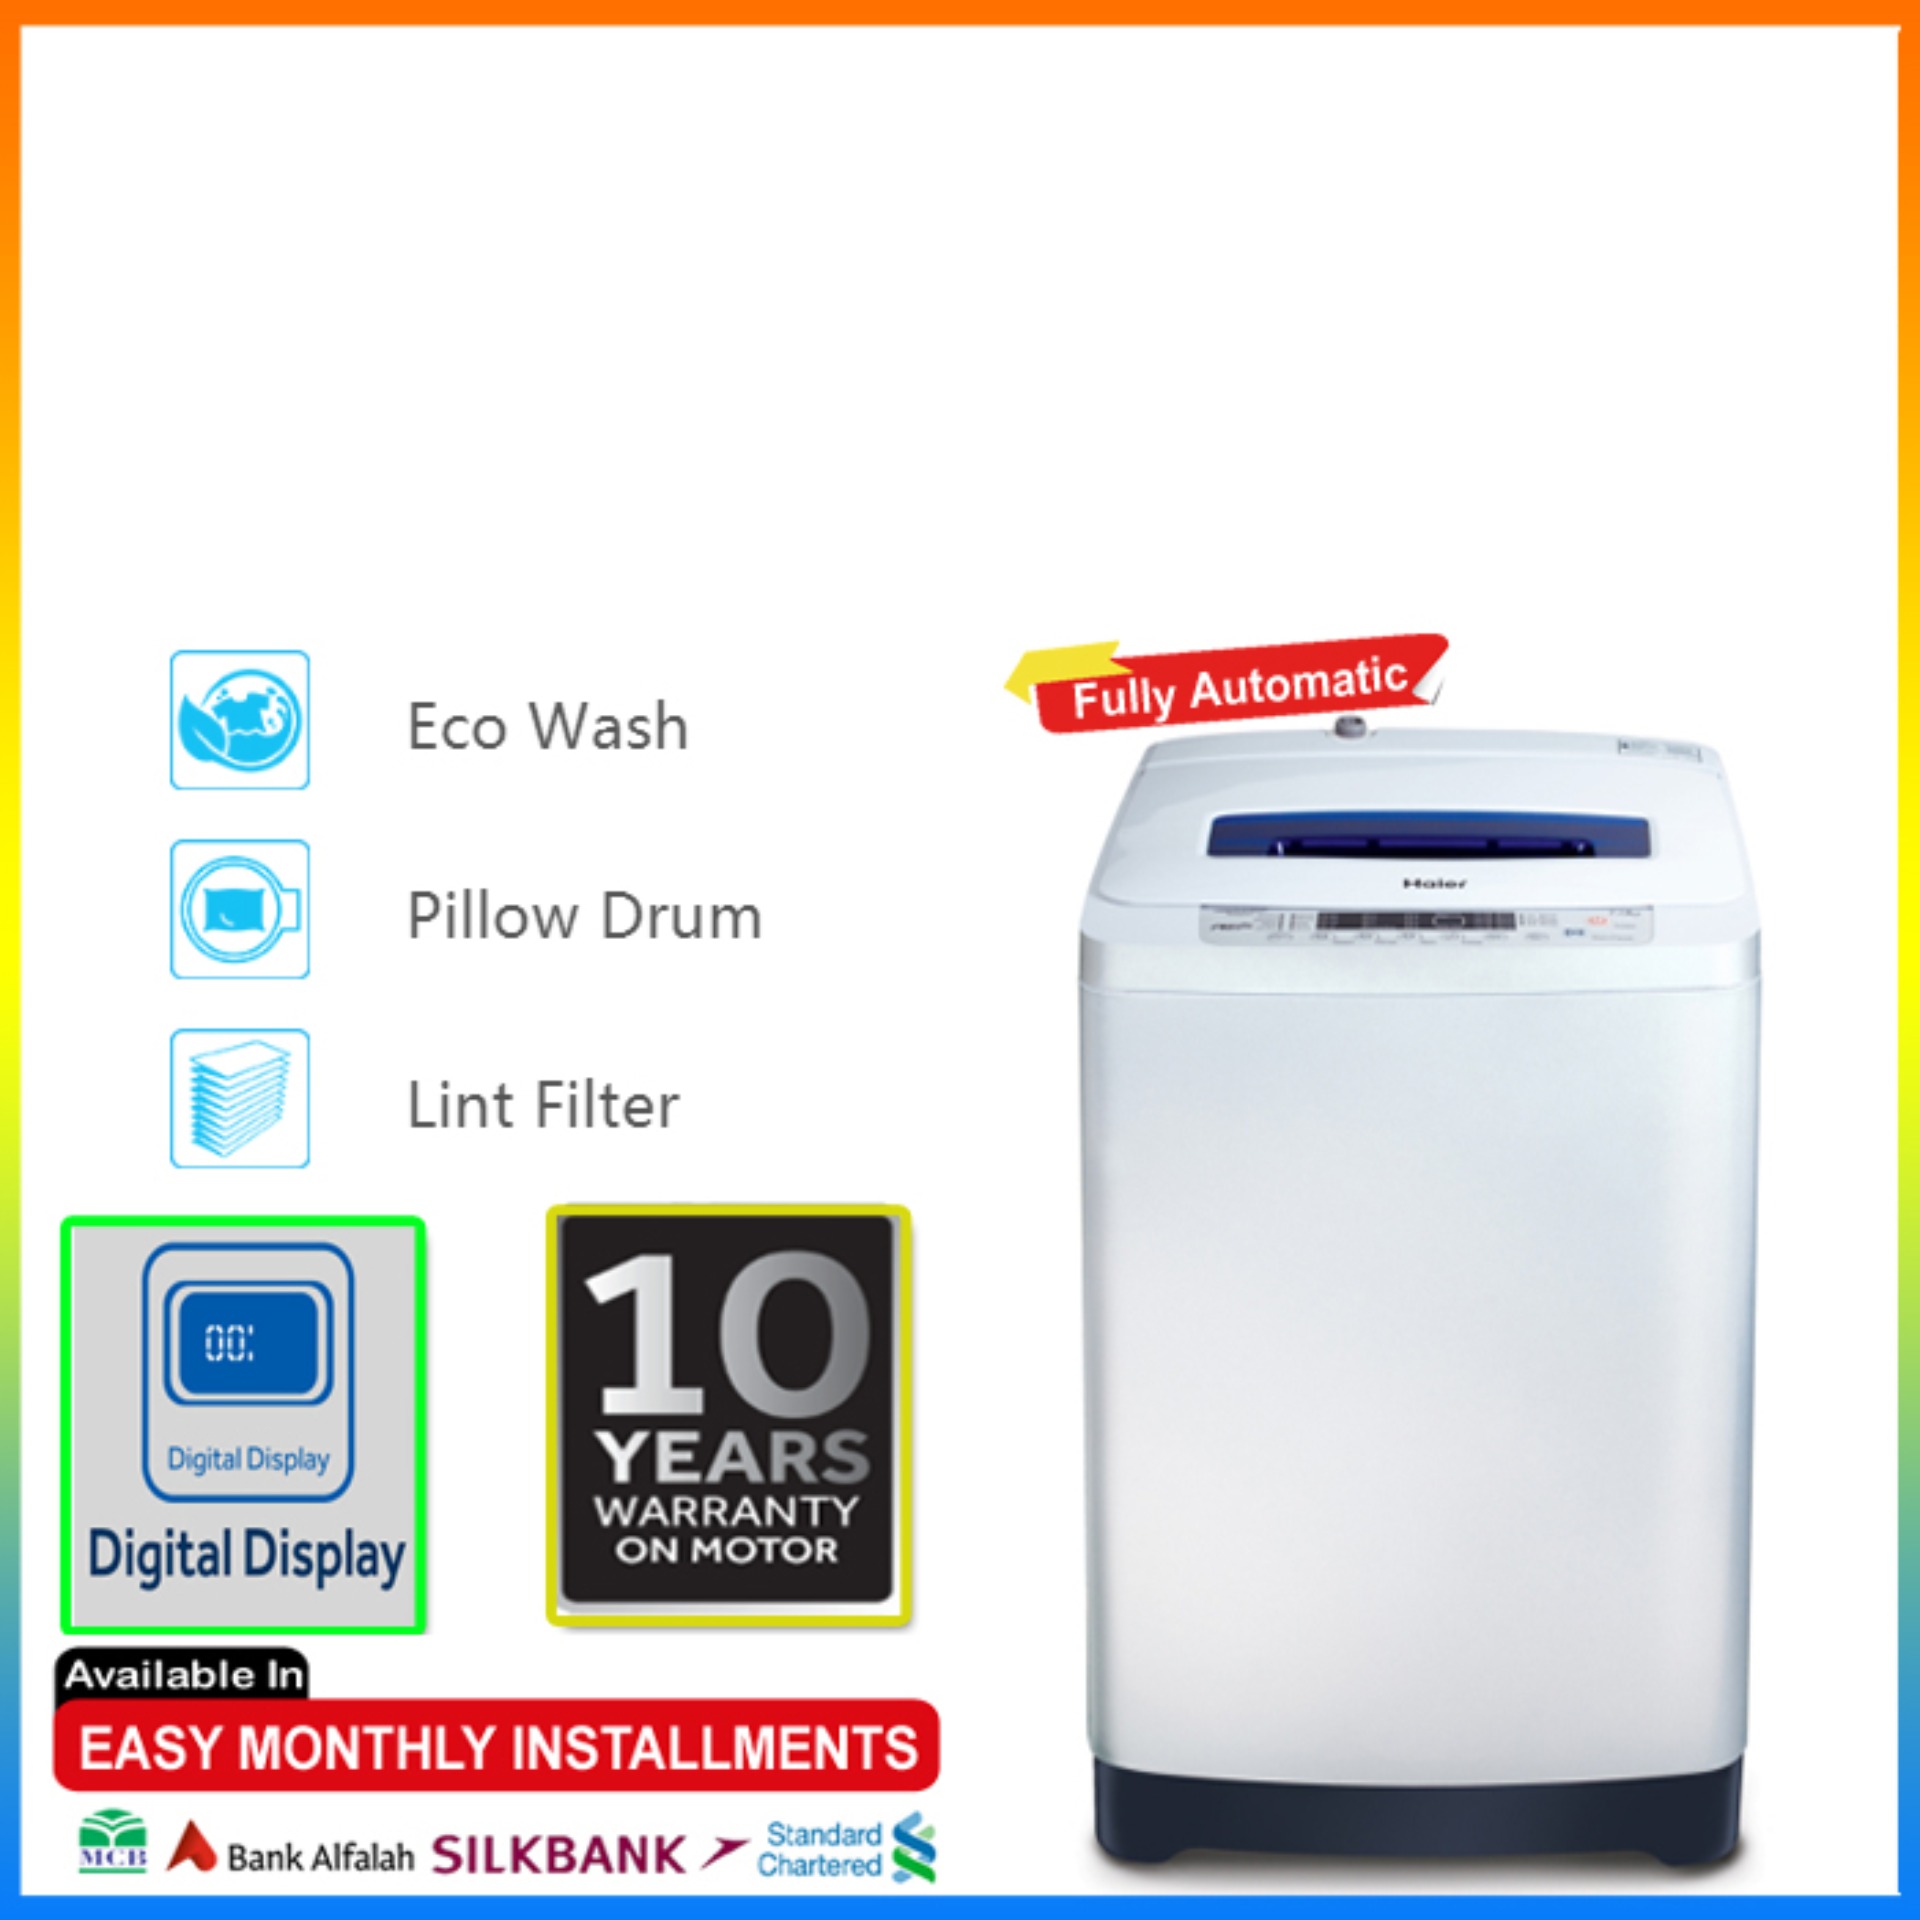 Fully Automatic
Eco Wash
Pillow Drum
Lint Filter
Haier
00:
Digital Display
Digital Display
10
YEARS
WARRANTY
ON MOTOR
Available In
EASY MONTHLY INSTALLMENTS
MCB
Bank Alfalah
SILKBANK
Standard
Chartered